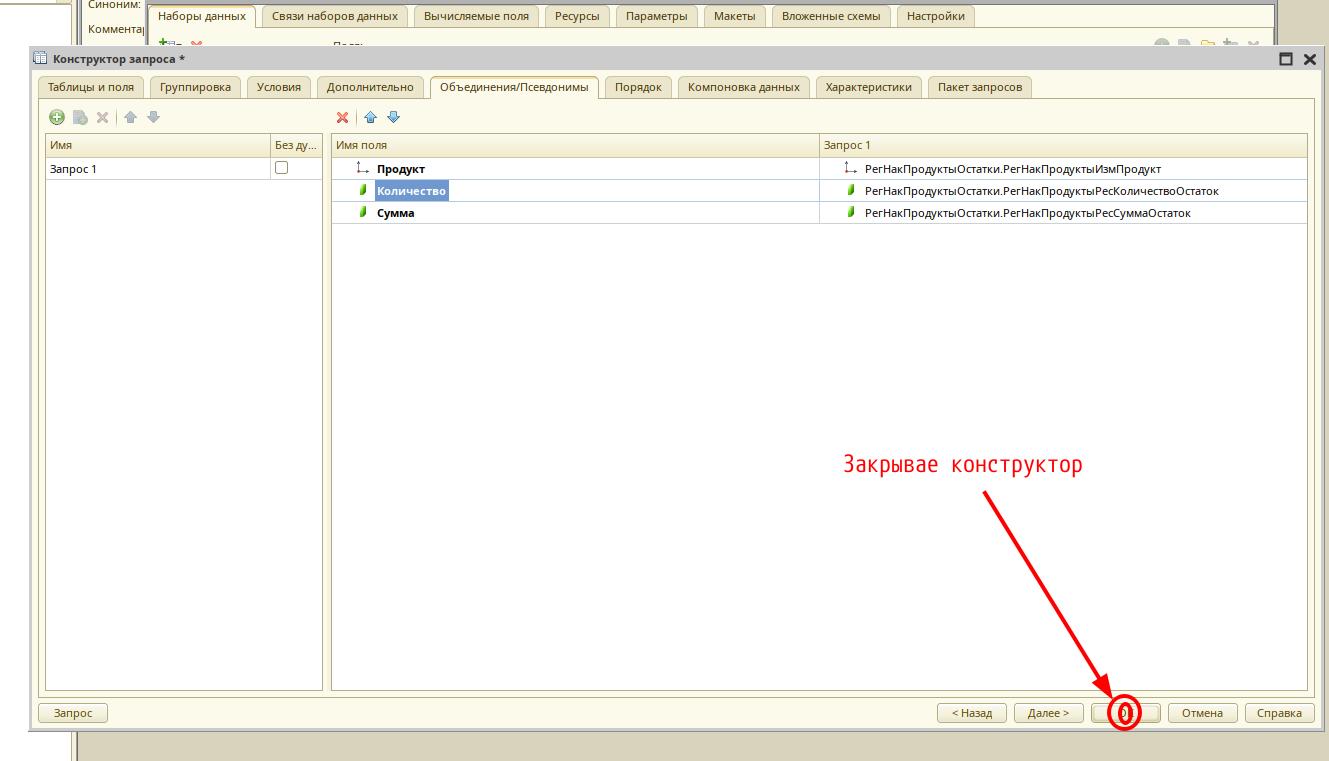 Синоним:
Наборы данных Связи наборов данных Вычисляемые поля Ресурсы Параметры Макеты Вложенные схемы Настройки
Комментар
Конструктор запроса *
Таблицы и поля Группировка Условия Дополнительно Объединения/Псевдонимы Порядок Компоновка данных Характеристики Пакет запросов
Имя Без ду... Имя поля Запрос 1
Запрос 1 Продукт РегНакПродуктыОстатки.РегНакПродуктыИзмПродукт
Количество РегНакПродуктыОстатки.РегНакПродуктыРесКоличествоОстаток
Сумма РегНакПродуктыОстатки.РегНакПродуктыРесСуммаОстаток
Закрывае конструктор
Запрос < Назад Далее > Отмена Справка